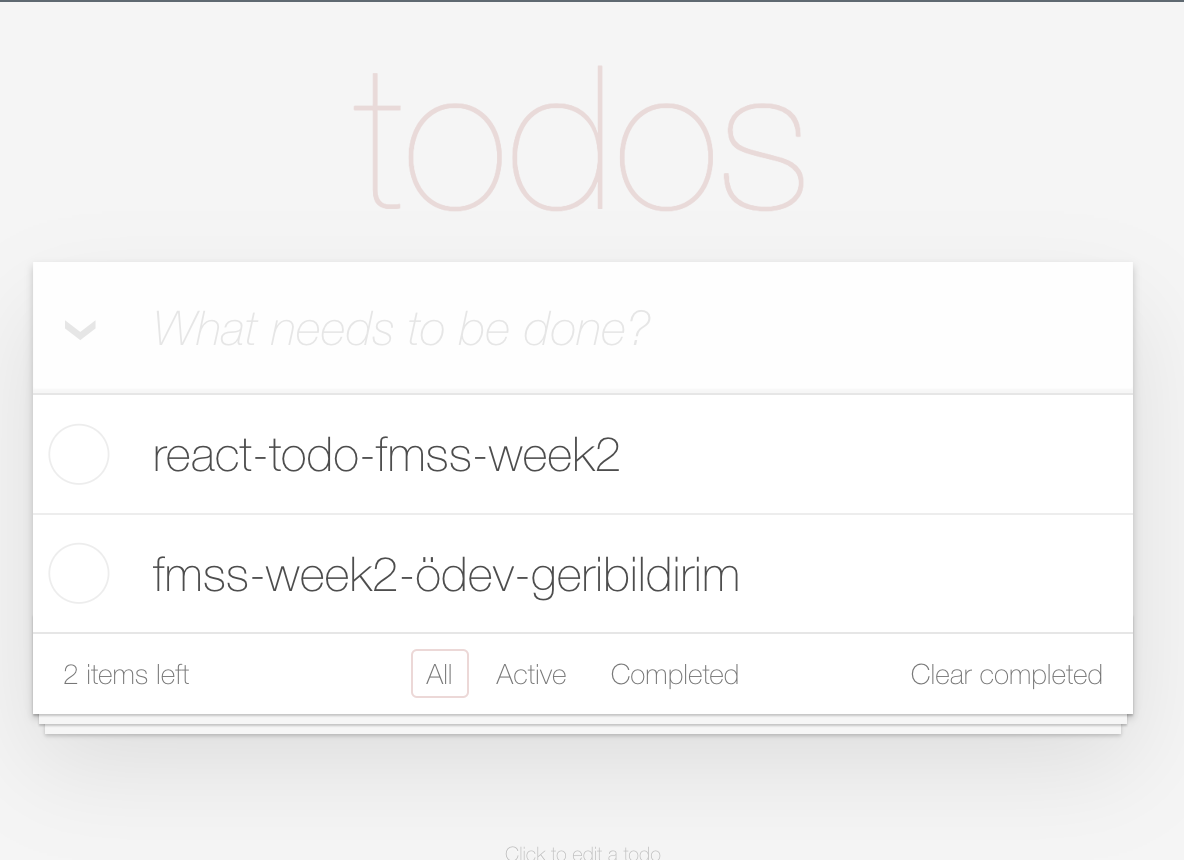 todos
What needs to be done?
react-todo-fmss-week2
fmss-week2-ödev-geribildirim
2 items left All Active Completed Clear completed
Click to edit a todo